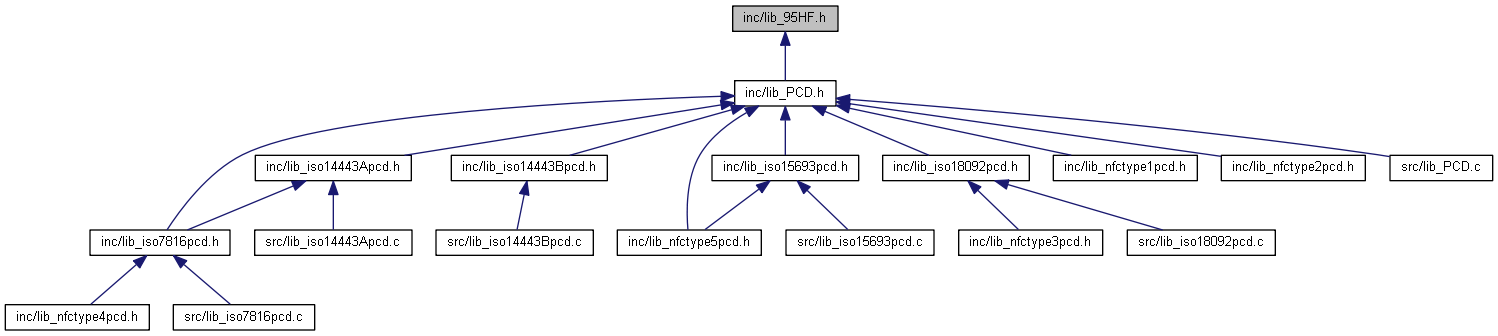 inc/lib_95HF.h
inc/lib_PCD.h
inc/lib_iso14443Apcd.h
inc/lib_iso14443Bpcd.h
inc/lib_iso15693pcd.h
inc/lib_iso18092pcd.h
inc/lib_nfctype1pcd.h
inc/lib_nfctype2pcd.h
src/lib_PCD.c
inc/lib_iso7816pcd.h
src/lib_iso14443Apcd.c
src/lib_iso14443Bpcd.c
inc/lib_nfctype5pcd.h
src/lib_iso15693pcd.c
inc/lib_nfctype3pcd.h
src/lib_iso18092pcd.c
inc/lib_nfctype4pcd.h
src/lib_iso7816pcd.c